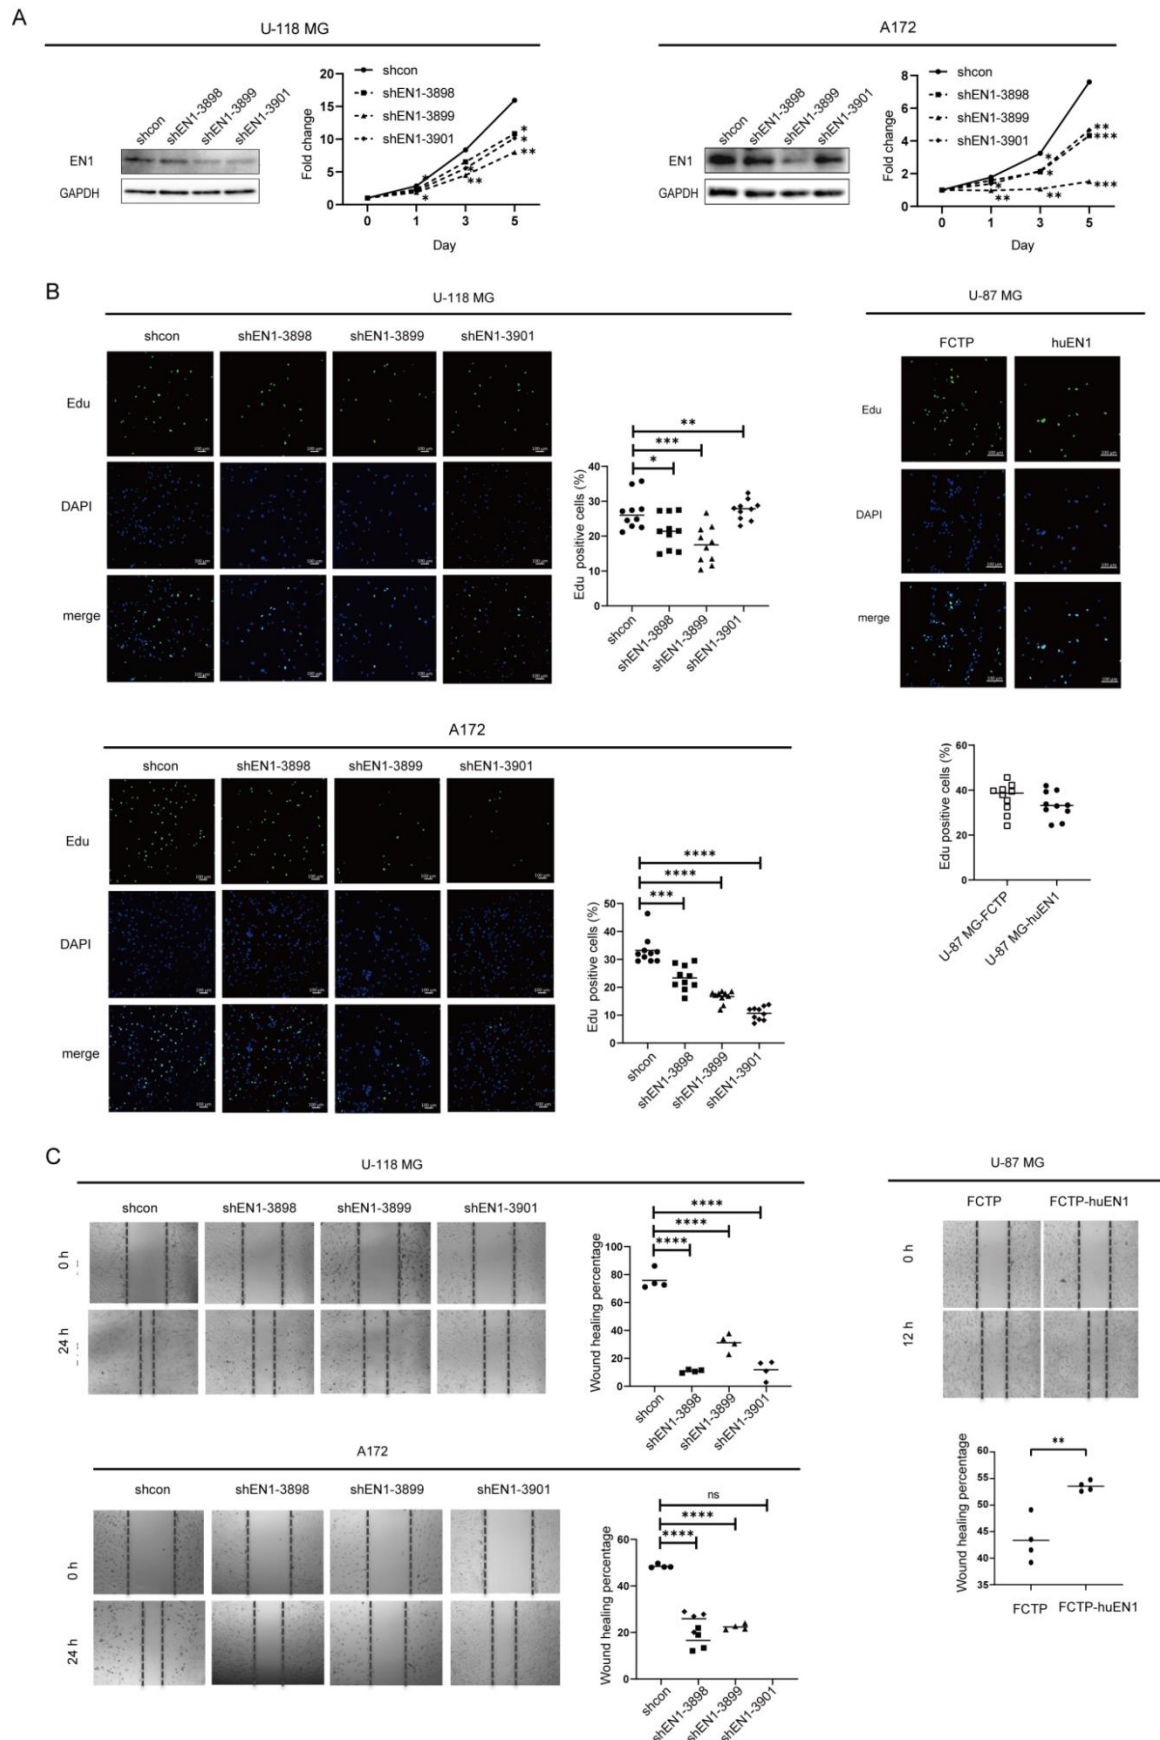 A
U-118 MG
shcon
shEN1-3898
shEN1-3899
shEN1-3901
EN1
GAPDH
Fold change
20
15
10
5
0
shcon
shEN1-3898
shEN1-3899
shEN1-3901
*
*
**
*
**
*
0 1 3 5
Day
A172
shcon
shEN1-3898
shEN1-3899
shEN1-3901
EN1
GAPDH
Fold change
8
6
4
2
0
shcon
shEN1-3898
shEN1-3899
shEN1-3901
**
***
***
*
*
**
*
**
0 1 3 5
Day
B
U-118 MG
shcon shEN1-3898 shEN1-3899 shEN1-3901
Edu
DAPI
merge
100 μm
Edu positive cells (%)
40
30
20
10
0
**
***
*
shcon
shEN1-3898
shEN1-3899
shEN1-3901
U-87 MG
FCTP huEN1
Edu
DAPI
merge
100 μm
Edu positive cells (%)
60
40
20
0
U-87 MG-FCTP
U-87 MG-huEN1
A172
shcon shEN1-3898 shEN1-3899 shEN1-3901
Edu
DAPI
merge
100 μm
Edu positive cells (%)
50
40
30
20
10
0
****
****
***
shcon
shEN1-3898
shEN1-3899
shEN1-3901
C
U-118 MG
shcon shEN1-3898 shEN1-3899 shEN1-3901
0 h
24 h
Wound healing percentage
100
80
60
40
20
0
****
****
****
shcon
shEN1-3898
shEN1-3899
shEN1-3901
U-87 MG
FCTP FCTP-huEN1
0 h
12 h
Wound healing percentage
60
55
50
45
40
35
**
FCTP FCTP-huEN1
A172
shcon shEN1-3898 shEN1-3899 shEN1-3901
0 h
24 h
Wound healing percentage
60
40
20
0
ns
****
****
shcon
shEN1-3898
shEN1-3899
shEN1-3901